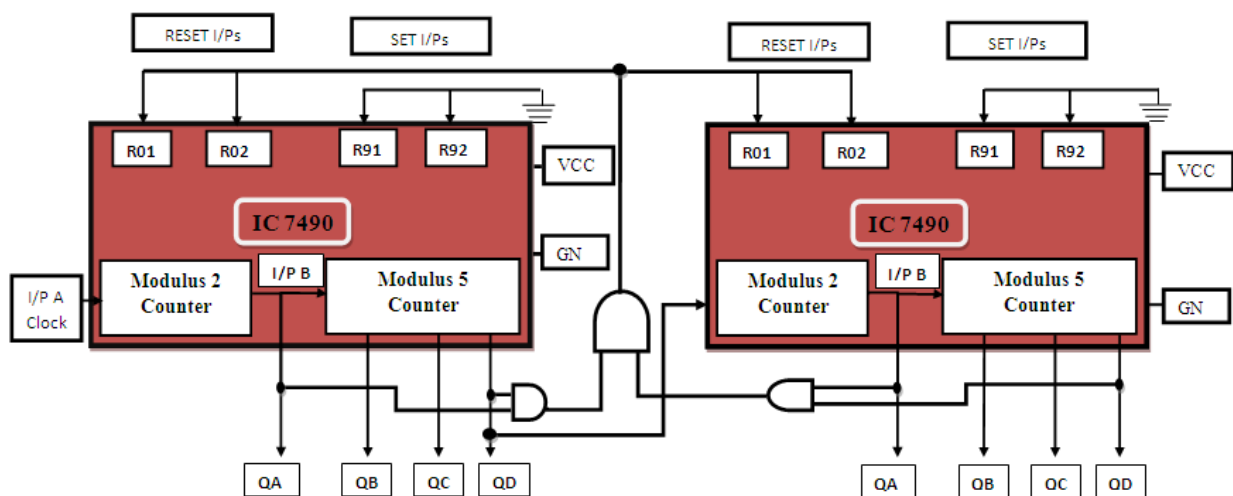 RESET I/Ps
SET I/Ps
R01
R02
R91
R92
VCC
IC 7490
GN
I/P A
Clock
Modulus 2
Counter
I/P B
Modulus 5
Counter
QA
QB
QC
QD
RESET I/Ps
SET I/Ps
R01
R02
R91
R92
VCC
IC 7490
GN
Modulus 2
Counter
I/P B
Modulus 5
Counter
QA
QB
QC
QD